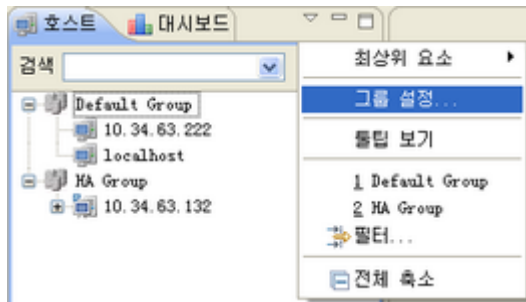 호스트 대시보드
검색
Default Group
10.34.63.222
localhost
HA Group
10.34.63.132
최상위 요소
그룹 설정...
툴팁 보기
1 Default Group
2 HA Group
필터...
전체 축소